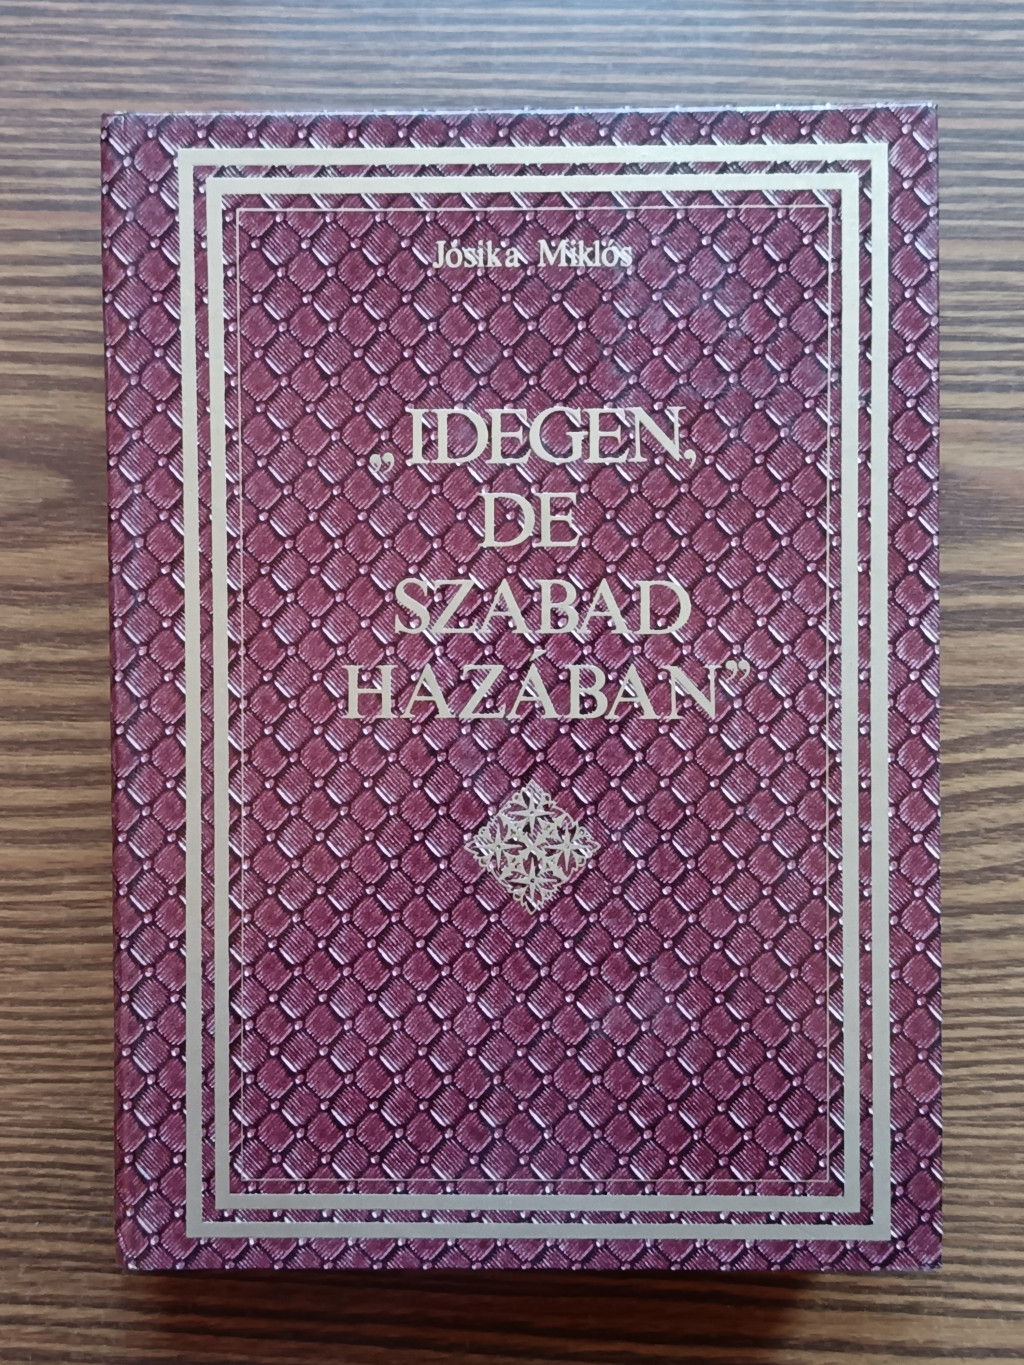 Jósika Miklós
„IDEGEN,
DE
SZABAD
HAZÁBAN”